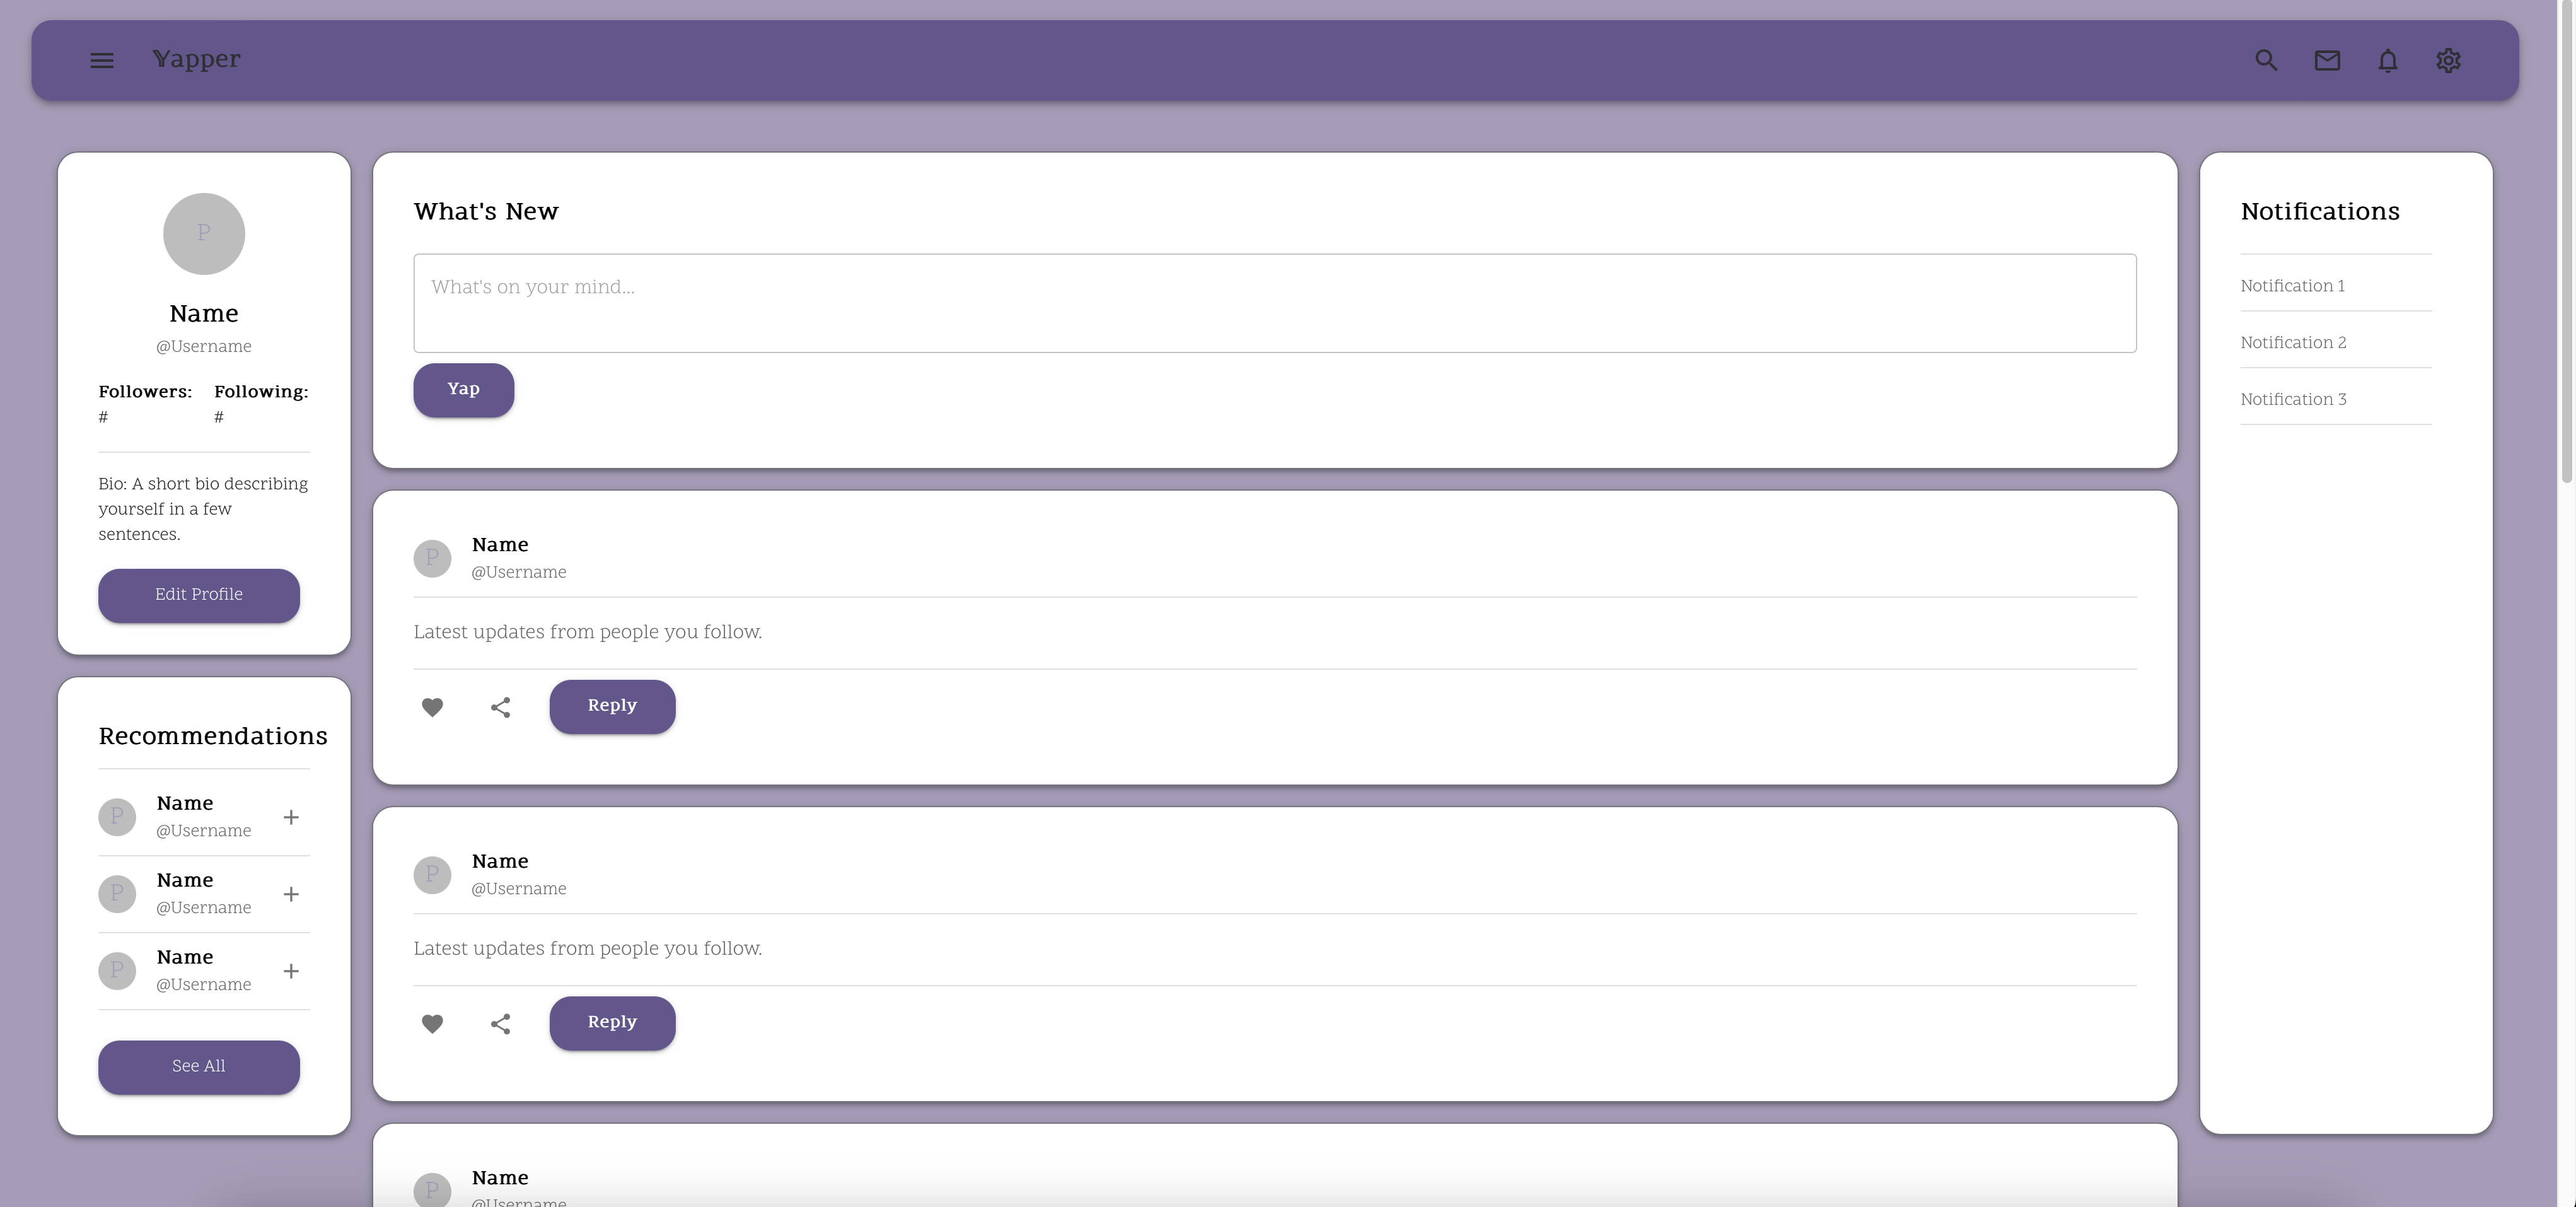 Yapper
P
Name
@Username
Followers: Following:
# #
Bio: A short bio describing
yourself in a few
sentences.
Edit Profile
Recommendations
P
Name
@Username
P
Name
@Username
P
Name
@Username
See All
What's New
What's on your mind...
Yap
P
Name
@Username
Latest updates from people you follow.
Reply
P
Name
@Username
Latest updates from people you follow.
Reply
P
Name
@Username
Notifications
Notification 1
Notification 2
Notification 3